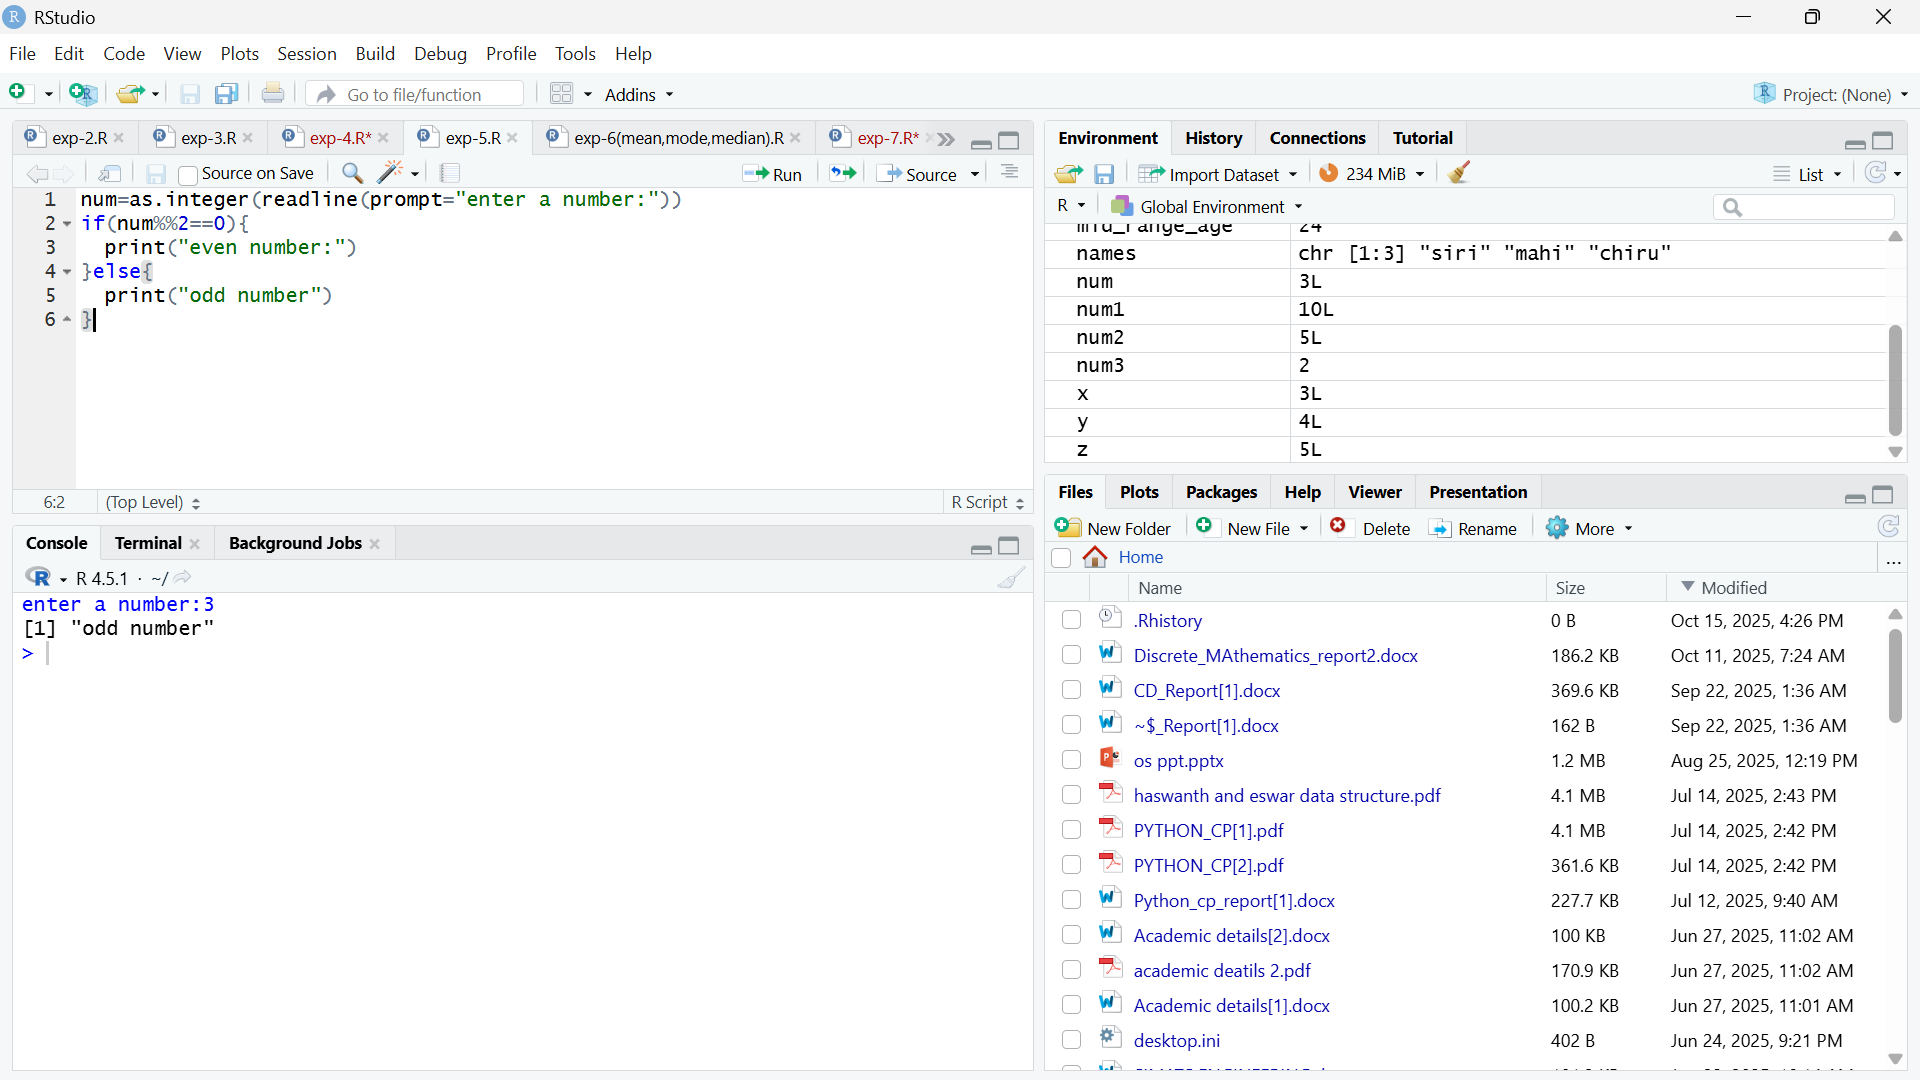 RStudio
File Edit Code View Plots Session Build Debug Profile Tools Help
Go to file/function Addins Project: (None)
exp-2.R exp-3.R exp-4.R* exp-5.R exp-6(mean,mode,median).R exp-7.R*
Source on Save Run Source
1 num=as.integer(readline(prompt="enter a number:"))
2 if(num%%2==0){
3 print("even number:")
4 }else{
5 print("odd number")
6 }
6:2 (Top Level) R Script
Console Terminal Background Jobs
R 4.5.1 · ~/
enter a number:3
[1] "odd number"
>
Environment History Connections Tutorial
Import Dataset 234 MiB List
R Global Environment
mid_range_age 24
names chr [1:3] "siri" "mahi" "chiru"
num 3L
num1 10L
num2 5L
num3 2
x 3L
y 4L
z 5L
Files Plots Packages Help Viewer Presentation
New Folder New File Delete Rename More
Home ...
Name Size Modified
.Rhistory 0 B Oct 15, 2025, 4:26 PM
Discrete_MAthematics_report2.docx 186.2 KB Oct 11, 2025, 7:24 AM
CD_Report[1].docx 369.6 KB Sep 22, 2025, 1:36 AM
~$_Report[1].docx 162 B Sep 22, 2025, 1:36 AM
os ppt.pptx 1.2 MB Aug 25, 2025, 12:19 PM
haswanth and eswar data structure.pdf 4.1 MB Jul 14, 2025, 2:43 PM
PYTHON_CP[1].pdf 4.1 MB Jul 14, 2025, 2:42 PM
PYTHON_CP[2].pdf 361.6 KB Jul 14, 2025, 2:42 PM
Python_cp_report[1].docx 227.7 KB Jul 12, 2025, 9:40 AM
Academic details[2].docx 100 KB Jun 27, 2025, 11:02 AM
academic deatils 2.pdf 170.9 KB Jun 27, 2025, 11:02 AM
Academic details[1].docx 100.2 KB Jun 27, 2025, 11:01 AM
desktop.ini 402 B Jun 24, 2025, 9:21 PM